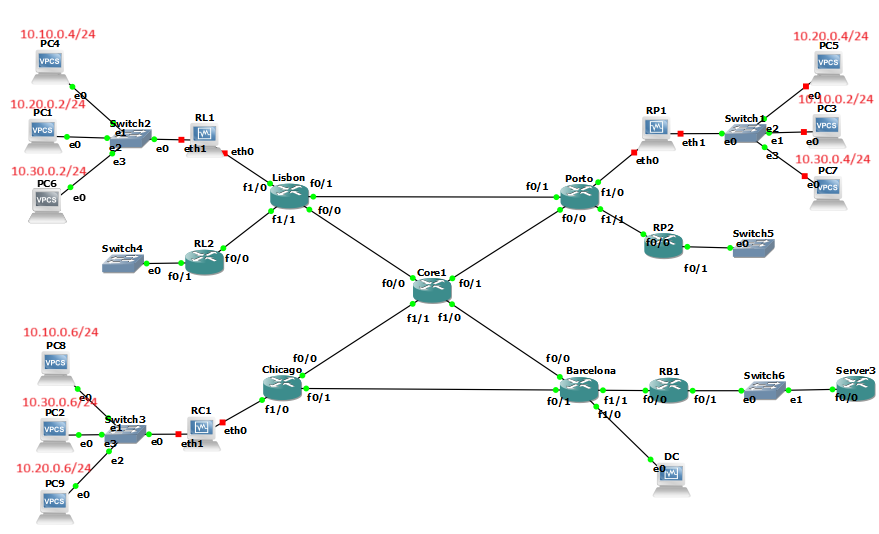 10.10.0.4/24
PC4
VPCS
e0
10.20.0.2/24
PC1
VPCS
e0
10.30.0.2/24
PC6
VPCS
e0
Switch2
e1
e2
e3
e0
RL1
eth1
eth0
Lisbon
f1/0
f0/1
f0/0
f1/1
Switch4
e0
RL2
f0/1
f0/0
10.20.0.4/24
PC5
VPCS
e0
10.10.0.2/24
PC3
VPCS
e0
10.30.0.4/24
PC7
VPCS
e0
Switch1
e0
e2
e1
e3
RP1
eth0
eth1
Porto
f0/1
f1/0
f0/0
f1/1
RP2
f0/0
f0/1
Switch5
e0
Core1
f0/0
f0/1
f1/1
f1/0
10.10.0.6/24
PC8
VPCS
e0
10.30.0.6/24
PC2
VPCS
e0
10.20.0.6/24
PC9
VPCS
e0
Switch3
e1
e3
e2
e0
RC1
eth1
eth0
Chicago
f0/0
f0/1
f1/0
Barcelona
f0/0
f0/1
f1/1
f1/0
RB1
f0/0
f0/1
Switch6
e0
e1
Server3
f0/0
DC
e0